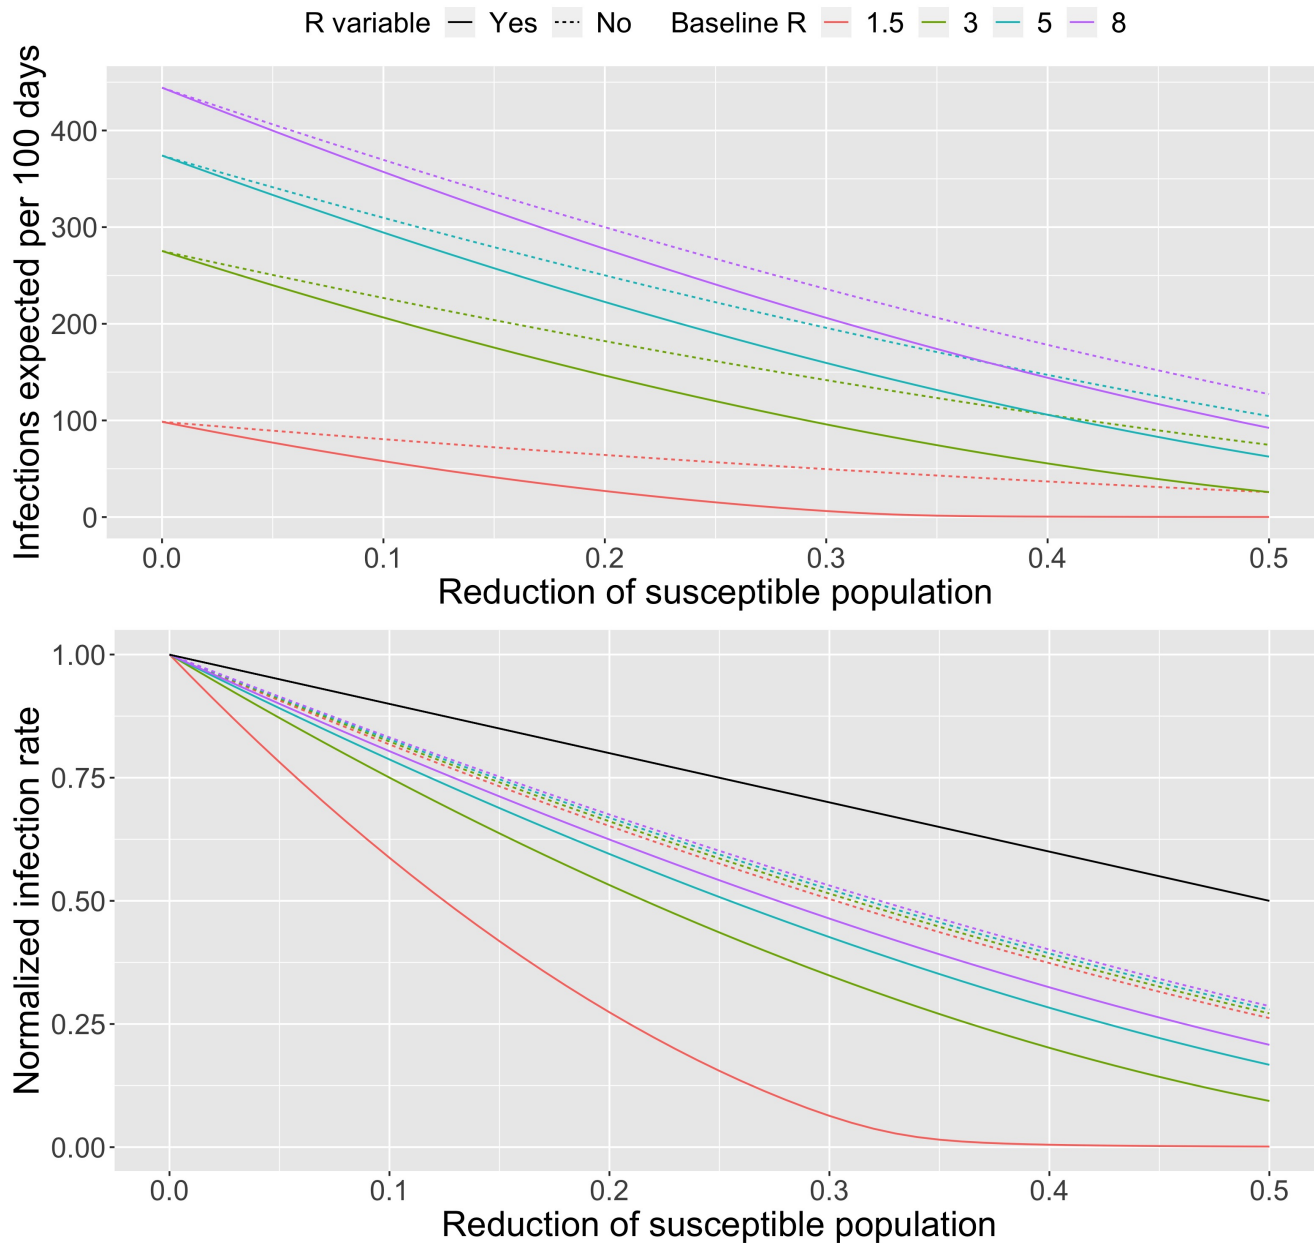 R variable Yes No Baseline R 1.5 3 5 8
Infections expected per 100 days
400
300
200
100
0
0.0 0.1 0.2 0.3 0.4 0.5
Reduction of susceptible population
Normalized infection rate
1.00
0.75
0.50
0.25
0.00
0.0 0.1 0.2 0.3 0.4 0.5
Reduction of susceptible population